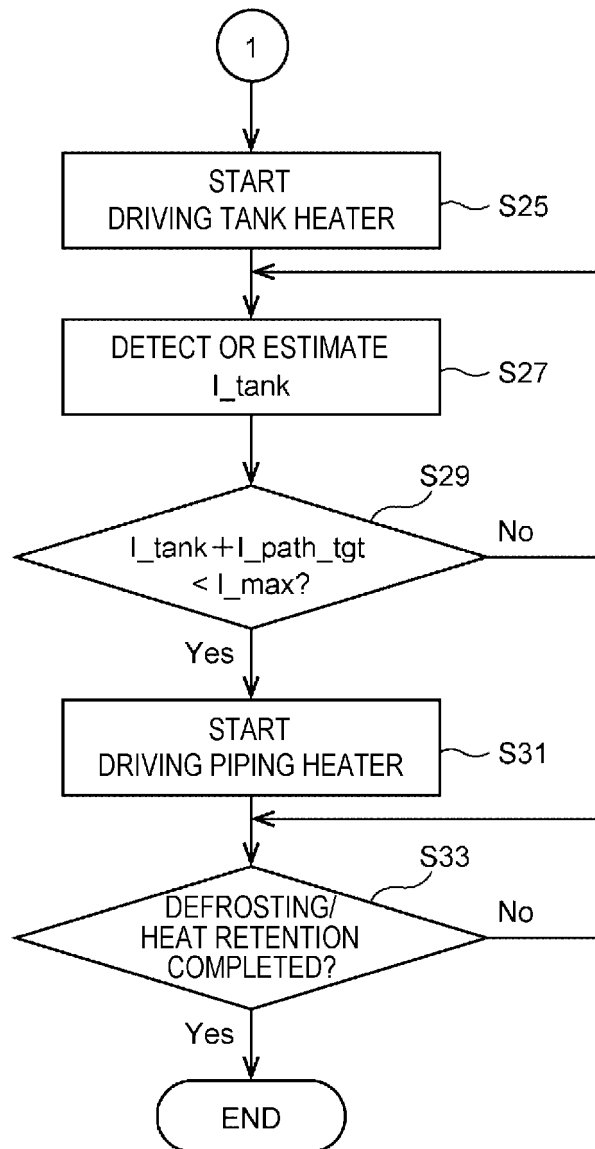 1
START
DRIVING TANK HEATER
S25
DETECT OR ESTIMATE
I_tank
S27
S29
I_tank+I_path_tgt
< I_max?
No
Yes
START
DRIVING PIPING HEATER
S31
S33
DEFROSTING/
HEAT RETENTION
COMPLETED?
No
Yes
END